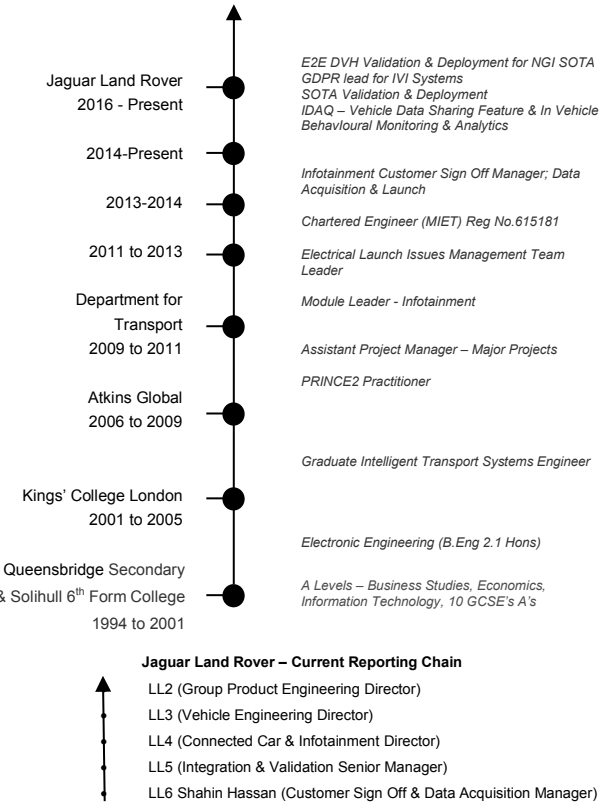 E2E DVH Validation & Deployment for NGI SOTA
GDPR lead for IVI Systems
Jaguar Land Rover
SOTA Validation & Deployment
2016 - Present
IDAQ – Vehicle Data Sharing Feature & In Vehicle
Behavloural Monitoring & Analytics
2014-Present
Infotainment Customer Sign Off Manager; Data
Acquisition & Launch
2013-2014
Chartered Engineer (MIET) Reg No.615181
2011 to 2013
Electrical Launch Issues Management Team
Leader
Department for
Transport
2009 to 2011
Module Leader - Infotainment
Assistant Project Manager – Major Projects
PRINCE2 Practitioner
Atkins Global
2006 to 2009
Graduate Intelligent Transport Systems Engineer
Kings’ College London
2001 to 2005
Electronic Engineering (B.Eng 2.1 Hons)
Queensbridge Secondary
& Solihull 6th Form College
1994 to 2001
A Levels – Business Studies, Economics,
Information Technology, 10 GCSE’s A’s
Jaguar Land Rover – Current Reporting Chain
LL2 (Group Product Engineering Director)
LL3 (Vehicle Engineering Director)
LL4 (Connected Car & Infotainment Director)
LL5 (Integration & Validation Senior Manager)
LL6 Shahin Hassan (Customer Sign Off & Data Acquisition Manager)